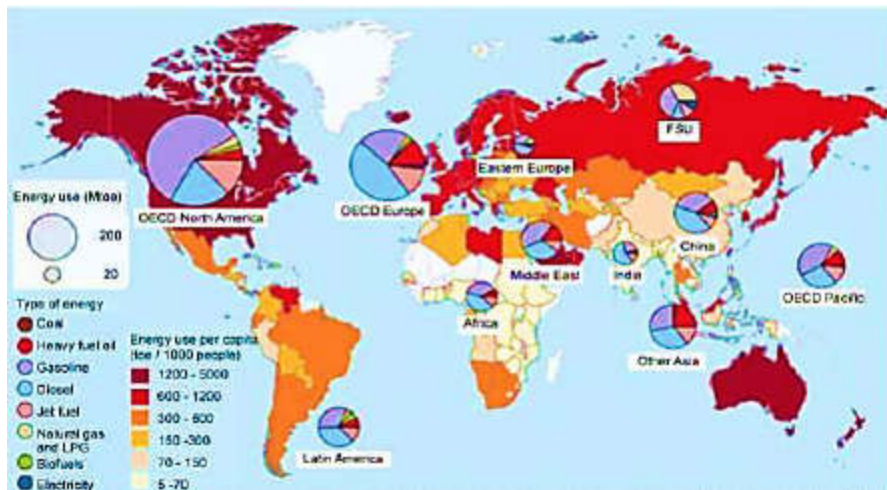 FSU
Eastern Europe
OECD North America
OECD Europe
China
Middle East
India
OECD Pacific
Africa
Other Asia
Latin America
Energy use (Mtoe)
200
20
Type of energy
Coal
Heavy fuel oil
Gasoline
Diesel
Jet fuel
Natural gas
and LPG
Biofuels
Electricity
Energy use per capita
(toe / 1000 people)
1200 - 5000
600 - 1200
300 - 600
150 -300
70 - 150
5 -70